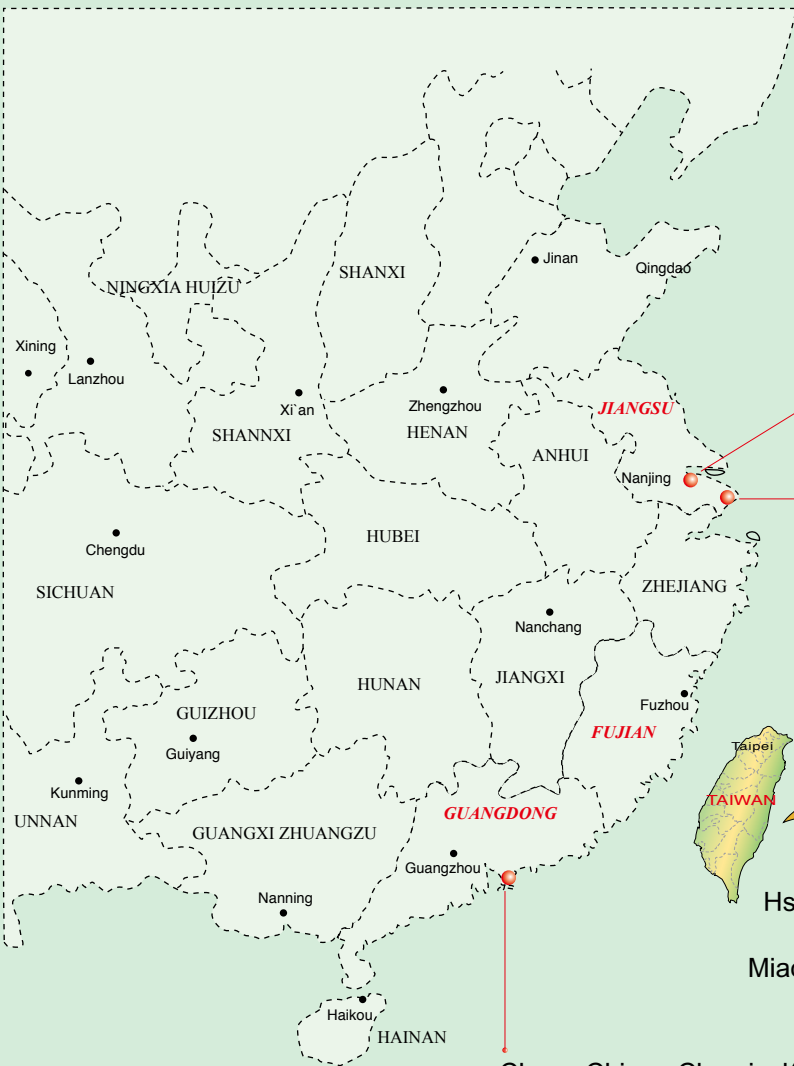 Jinan
Qingdao
SHANXI
NINGXIA HUIZU
Xining
Lanzhou
Xi`an
Zhengzhou
JIANGSU
SHANNXI
HENAN
ANHUI
Nanjing
Chengdu
HUBEI
SICHUAN
ZHEJIANG
Nanchang
HUNAN
JIANGXI
GUIZHOU
Fuzhou
FUJIAN
Guiyang
Taipei
Kunming
TAIWAN
UNNAN
GUANGXI ZHUANGZU
GUANGDONG
Guangzhou
Nanning
Hs
Miao
Haikou
HAINAN